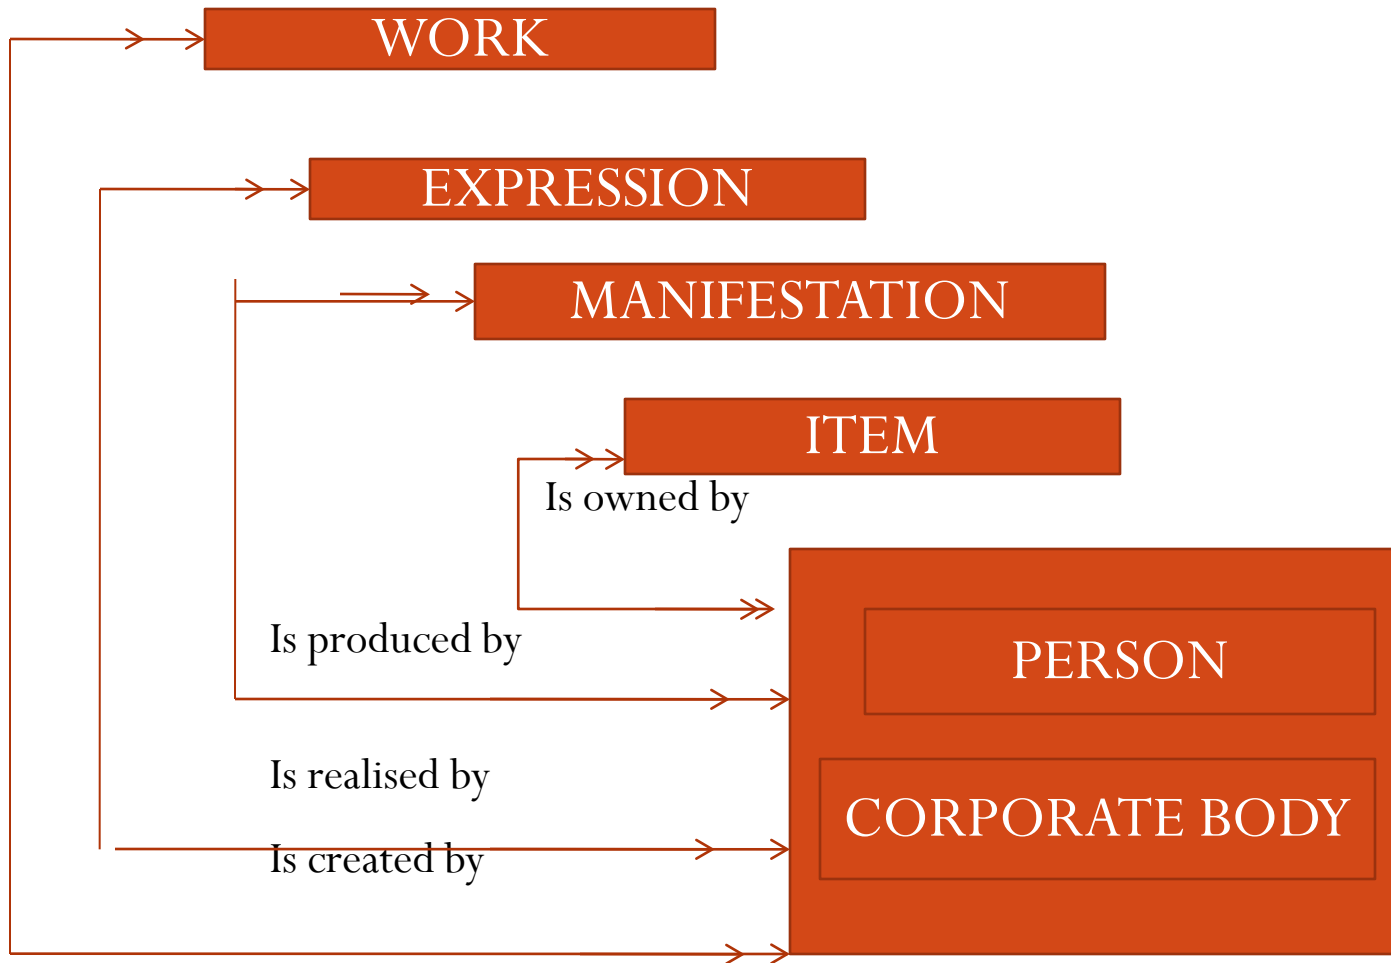 WORK
EXPRESSION
MANIFESTATION
ITEM
Is owned by
Is produced by
PERSON
Is realised by
CORPORATE BODY
Is created by